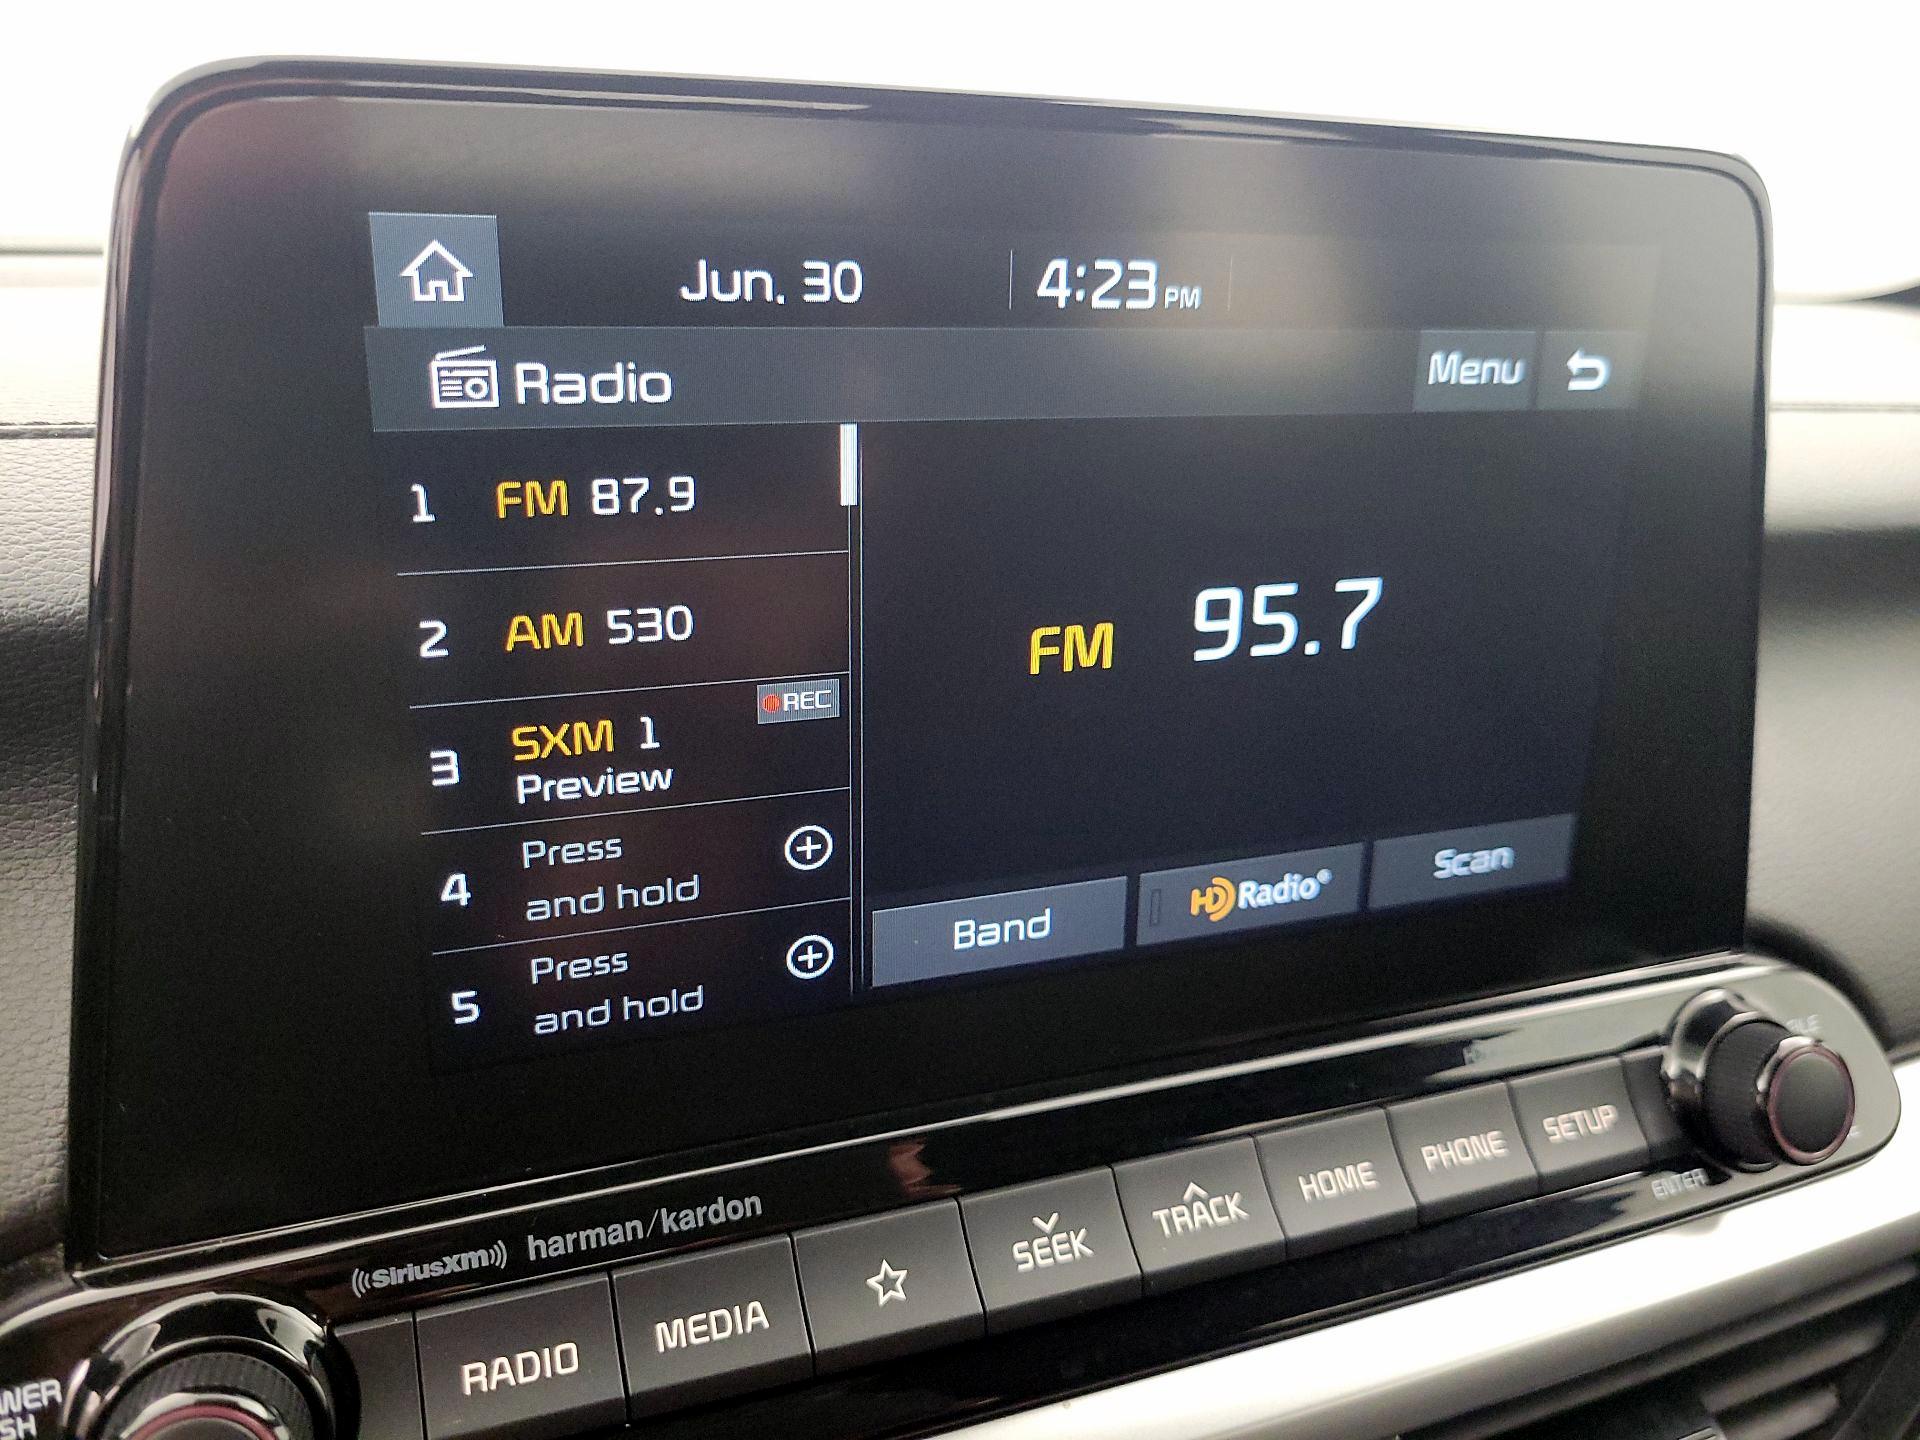 Jun. 30 4:23 PM
Radio Menu
1 FM 87.9
2 AM 530
REC
3 SXM 1
Preview
4 Press
and hold
5 Press
and hold
FM 95.7
Band HD Radio® Scan
((SiriusXM)) harman/kardon
RADIO MEDIA SEEK TRACK HOME PHONE SETUP
ENTER